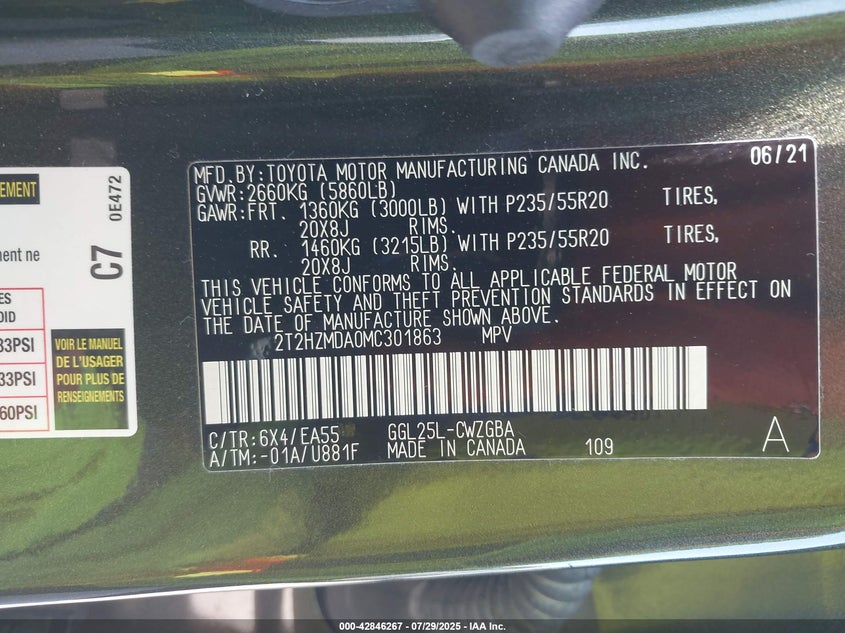 EMENT
0E472
C7
ment ne
ES
OID
33PSI
33PSI
60PSI
VOIR LE MANUEL
DE L'USAGER
POUR PLUS DE
RENSEIGNEMENTS
MFD.BY:TOYOTA MOTOR MANUFACTURING CANADA INC. 06/21
GVWR:2660KG (5860LB)
GAWR:FRT. 1360KG (3000LB) WITH P235/55R20 TIRES,
20X8J RIMS.
RR. 1460KG (3215LB) WITH P235/55R20 TIRES,
20X8J RIMS.
THIS VEHICLE CONFORMS TO ALL APPLICABLE FEDERAL MOTOR
VEHICLE SAFETY AND THEFT PREVENTION STANDARDS IN EFFECT ON
THE DATE OF MANUFACTURE SHOWN ABOVE.
2T2HZMDA0MC301863 MPV
C/TR:6X4/EA55 GGL25L-CWZGBA
A/TM:-01A/U881F MADE IN CANADA 109 A
000-42846267 - 07/29/2025 - IAA Inc.